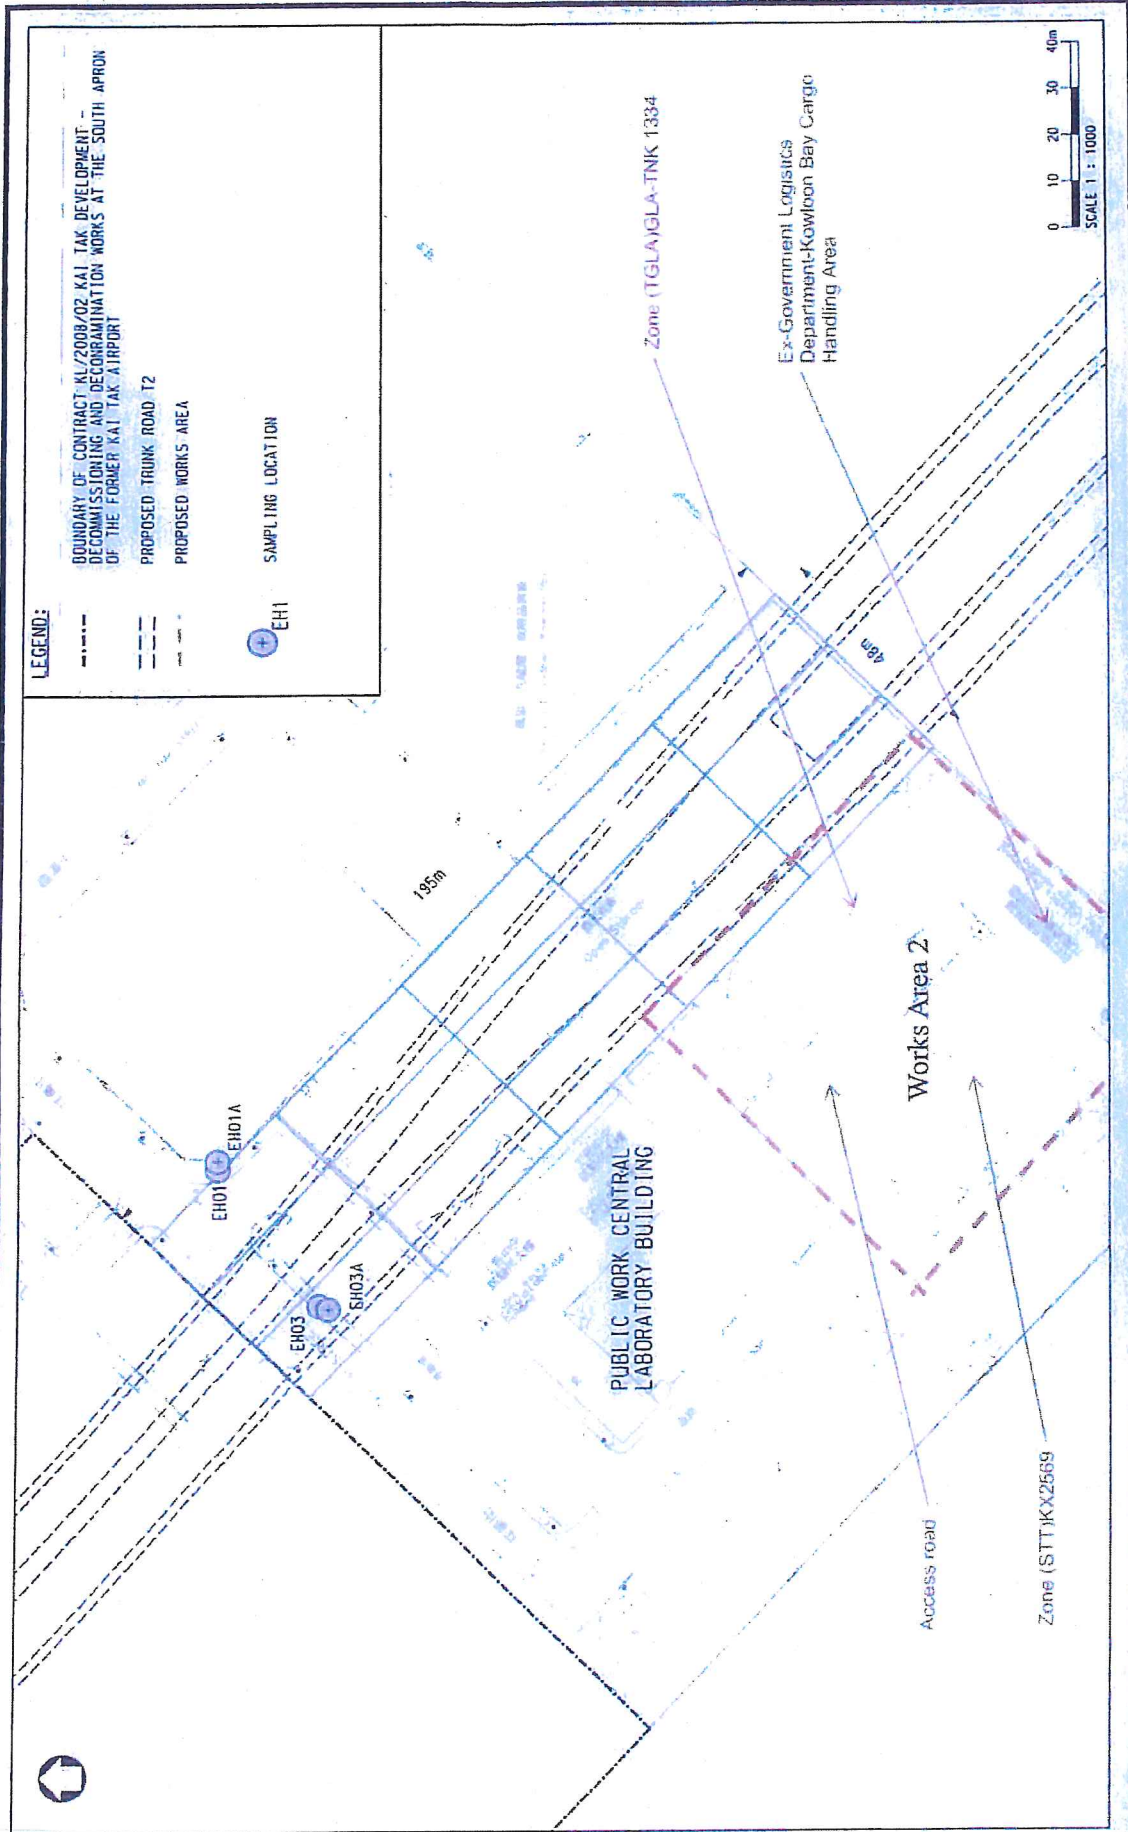 LEGEND:
BOUNDARY OF CONTRACT KL/2008/02 KAI TAK DEVELOPMENT -
DECOMMISSIONING AND DECONRAMINATION WORKS AT THE SOUTH APRON
OF THE FORMER KAI TAK AIRPORT
PROPOSED TRUNK ROAD T2
PROPOSED WORKS AREA
EH1
SAMPLING LOCATION
EH01
EH01A
195m
EH03
EH03A
48m
PUBLIC WORK CENTRAL
LABORATORY BUILDING
Zone (TGLA)GLA-TNK 1334
Ex-Government Logistics
Department-Kowloon Bay Cargo
Handling Area
Works Area 2
Access road
Zone (STT)KX2569
0 10 20 30 40m
SCALE 1 : 1000